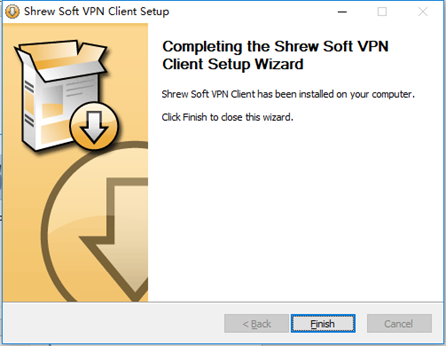 Shrew Soft VPN Client Setup
Completing the Shrew Soft VPN
Client Setup Wizard
Shrew Soft VPN Client has been installed on your computer.
Click Finish to close this wizard.
< Back
Finish
Cancel